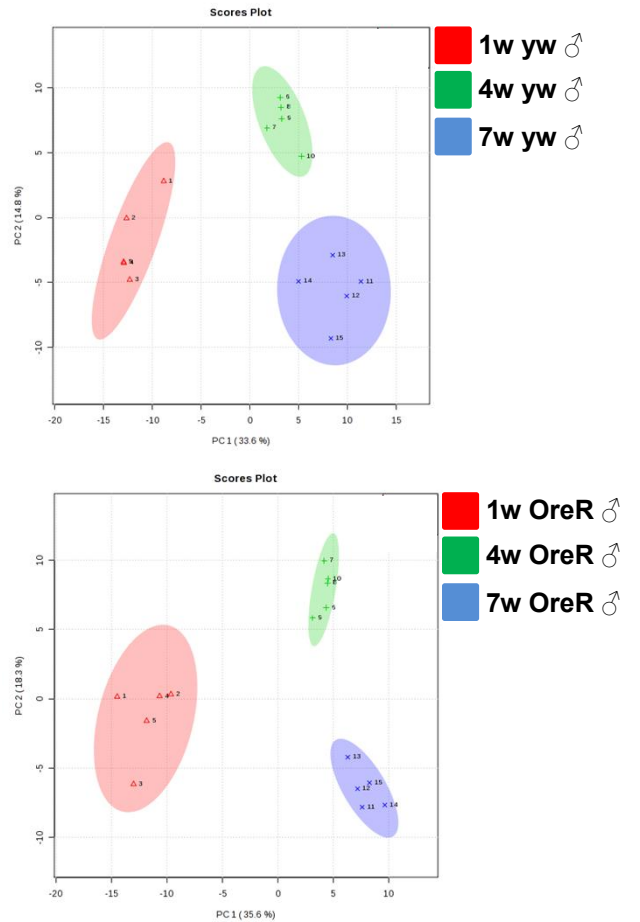 Scores Plot
1w yw ♂
4w yw ♂
7w yw ♂
PC 2 ( 14.8 %)
10
5
0
-5
-10
6
8
5
7
10
1
2
3
13
14
11
12
15
-20 -15 -10 -5 0 5 10 15
PC 1 ( 33.6 %)
Scores Plot
1w OreR ♂
4w OreR ♂
7w OreR ♂
PC 2 ( 18.3 %)
10
5
0
-5
-10
7
10
8
1
4
2
5
3
13
15
12
11
14
-20 -15 -10 -5 0 5 10
PC 1 ( 35.6 %)